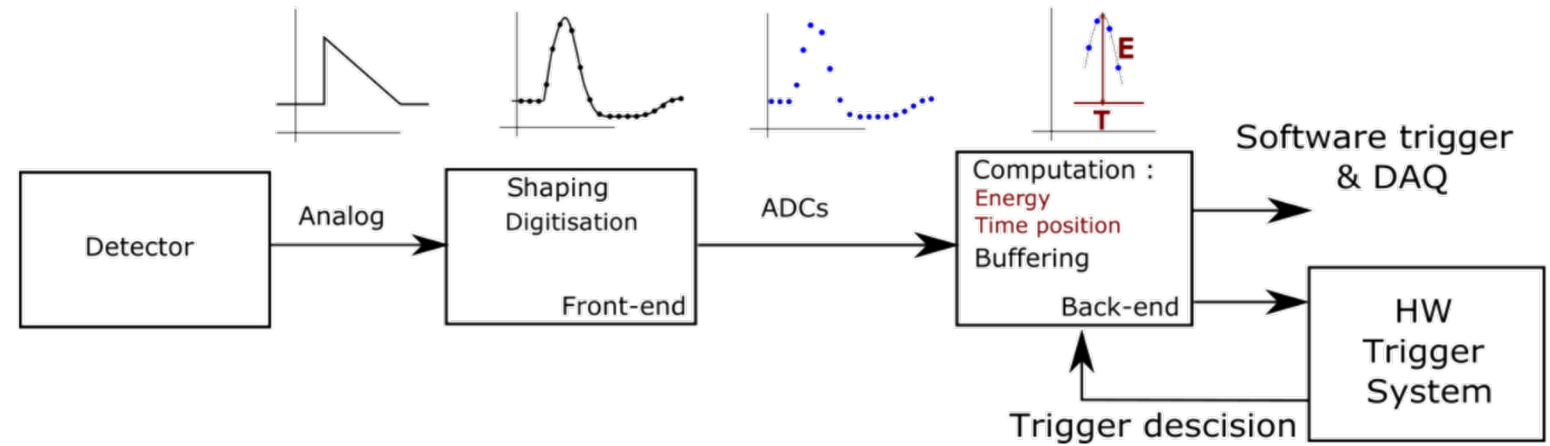 E
T
Software trigger
& DAQ
Detector
Analog
Shaping
Digitisation
Front-end
ADCs
Computation :
Energy
Time position
Buffering
Back-end
HW
Trigger
System
Trigger descision